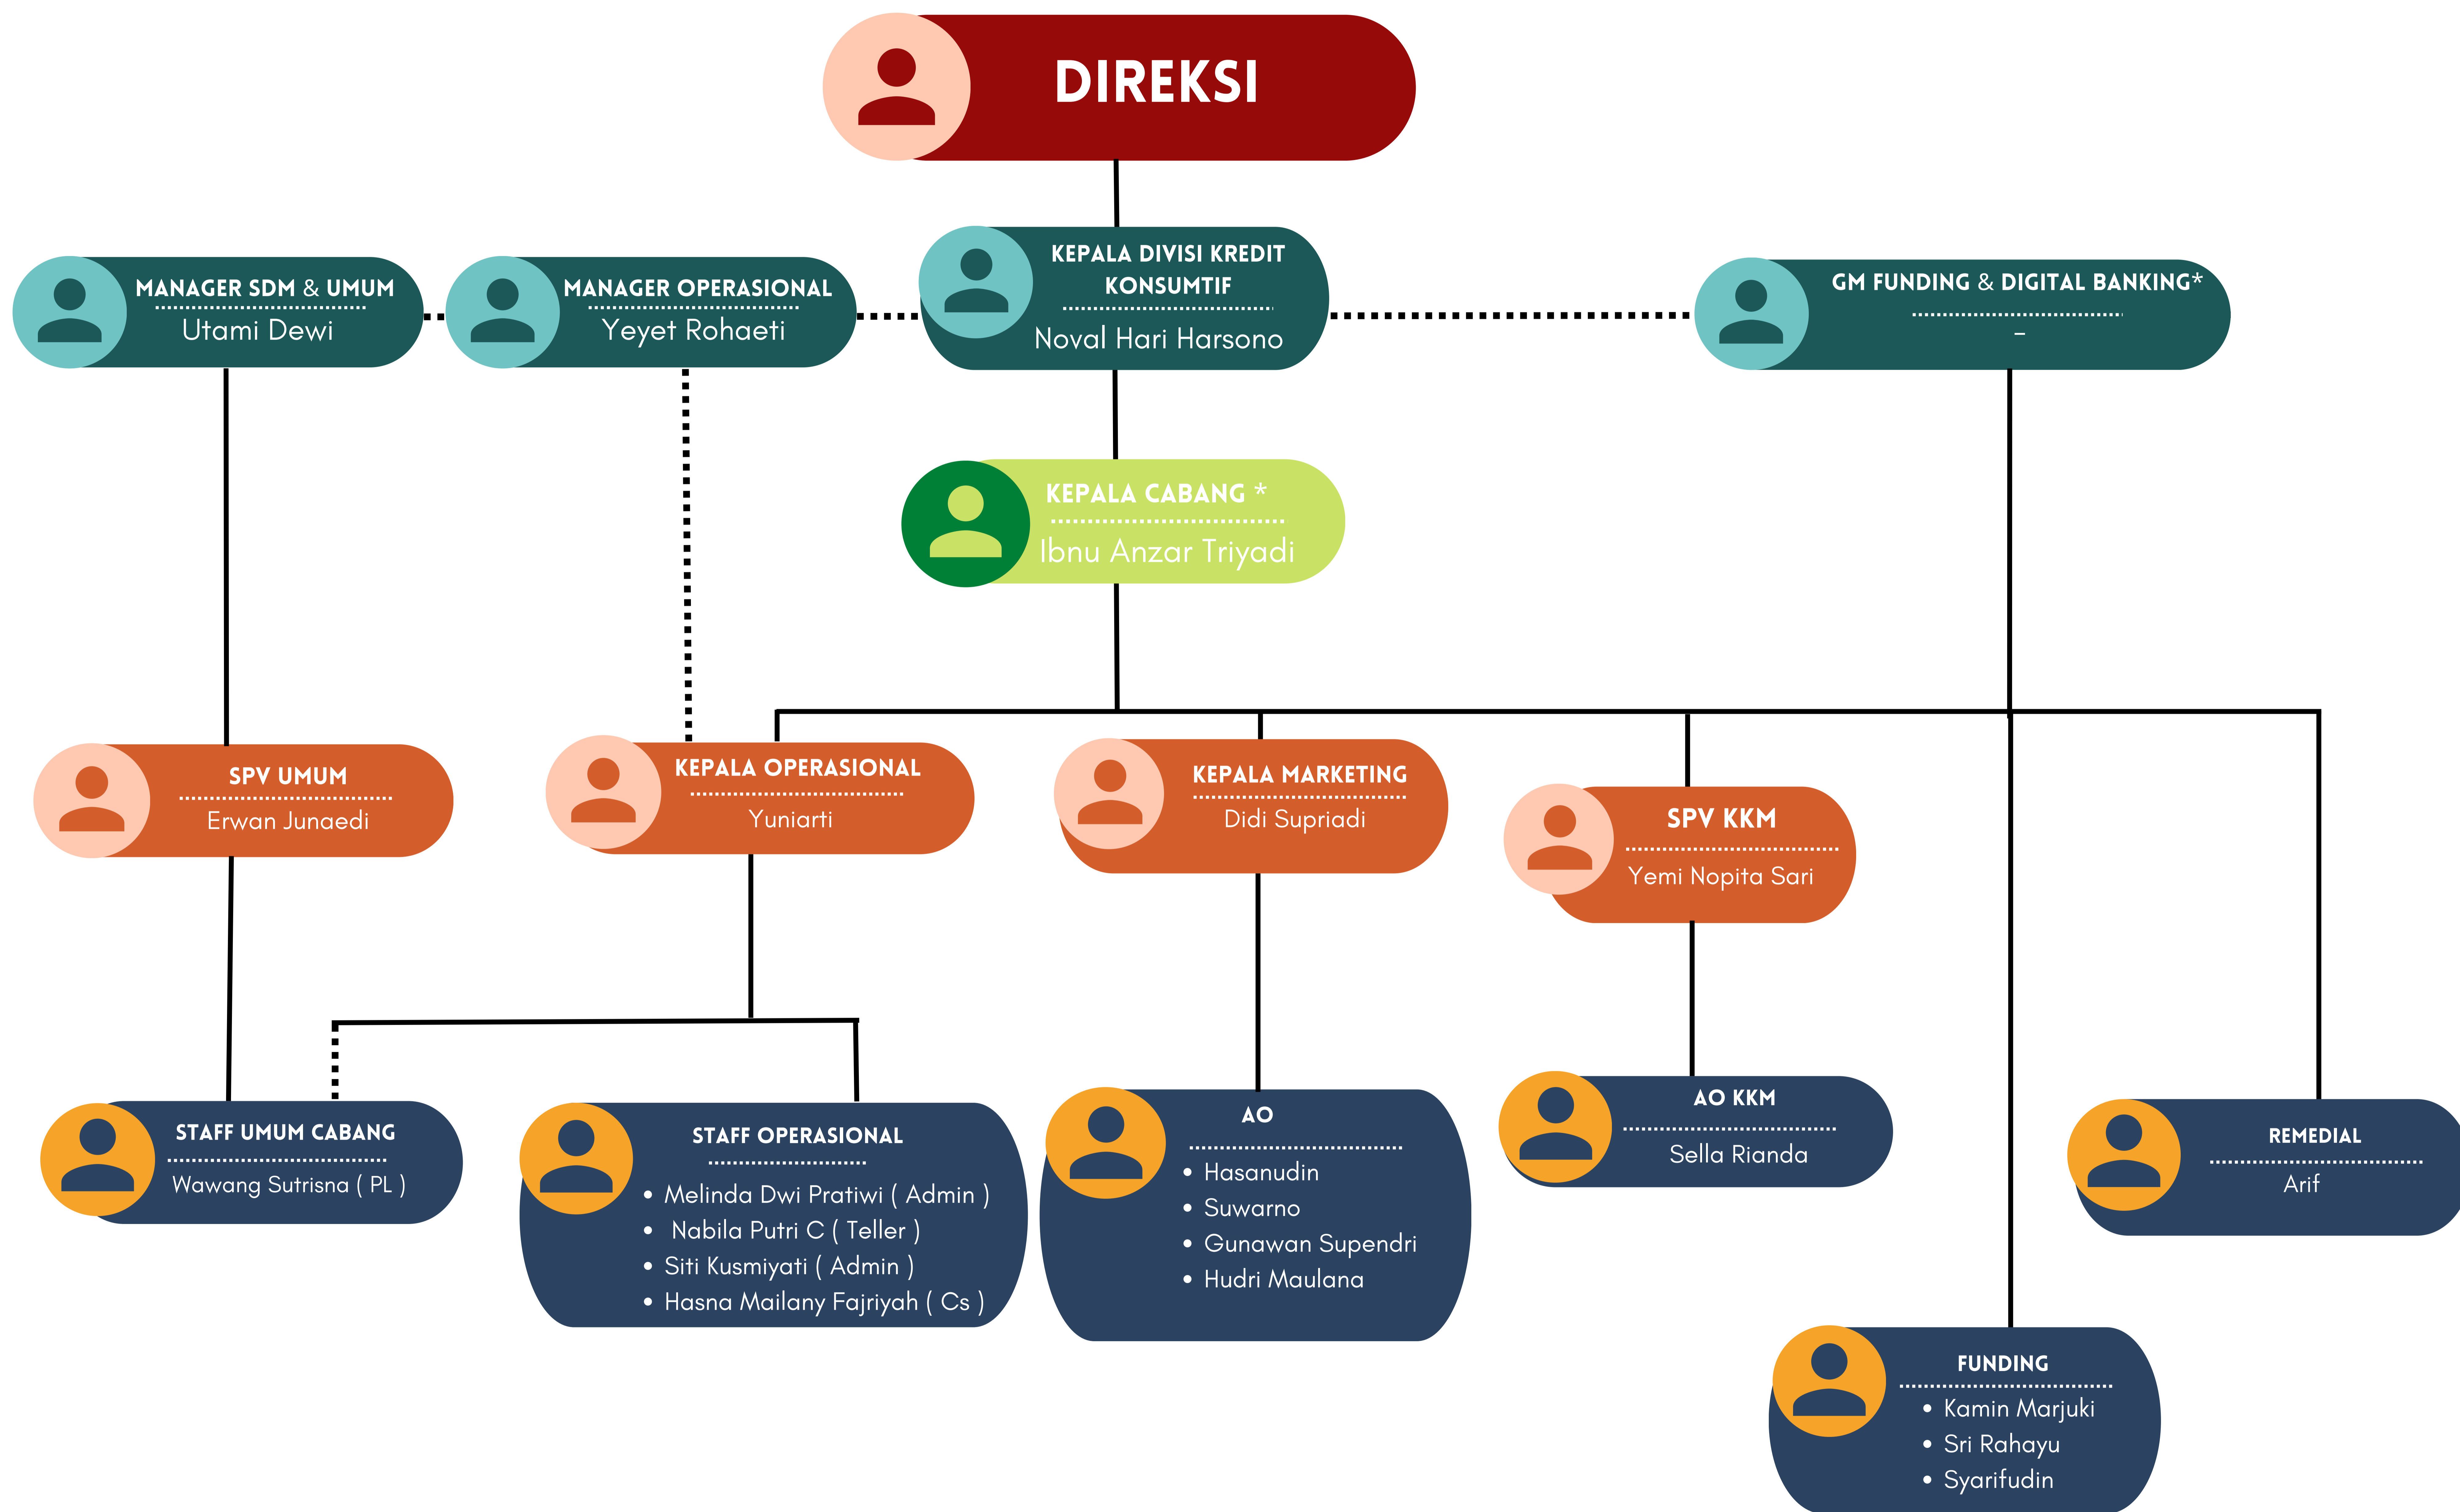 DIREKSI
MANAGER SDM & UMUM
Utami Dewi
MANAGER OPERASIONAL
Yeyet Rohaeti
KEPALA DIVISI KREDIT
KONSUMTIF
Noval Hari Harsono
GM FUNDING & DIGITAL BANKING*
–
KEPALA CABANG *
Ibnu Anzar Triyadi
SPV UMUM
Erwan Junaedi
KEPALA OPERASIONAL
Yuniarti
KEPALA MARKETING
Didi Supriadi
SPV KKM
Yemi Nopita Sari
STAFF UMUM CABANG
Wawang Sutrisna ( PL )
STAFF OPERASIONAL
• Melinda Dwi Pratiwi ( Admin )
• Nabila Putri C ( Teller )
• Siti Kusmiyati ( Admin )
• Hasna Mailany Fajriyah ( Cs )
AO
• Hasanudin
• Suwarno
• Gunawan Supendri
• Hudri Maulana
AO KKM
Sella Rianda
REMEDIAL
Arif
FUNDING
• Kamin Marjuki
• Sri Rahayu
• Syarifudin